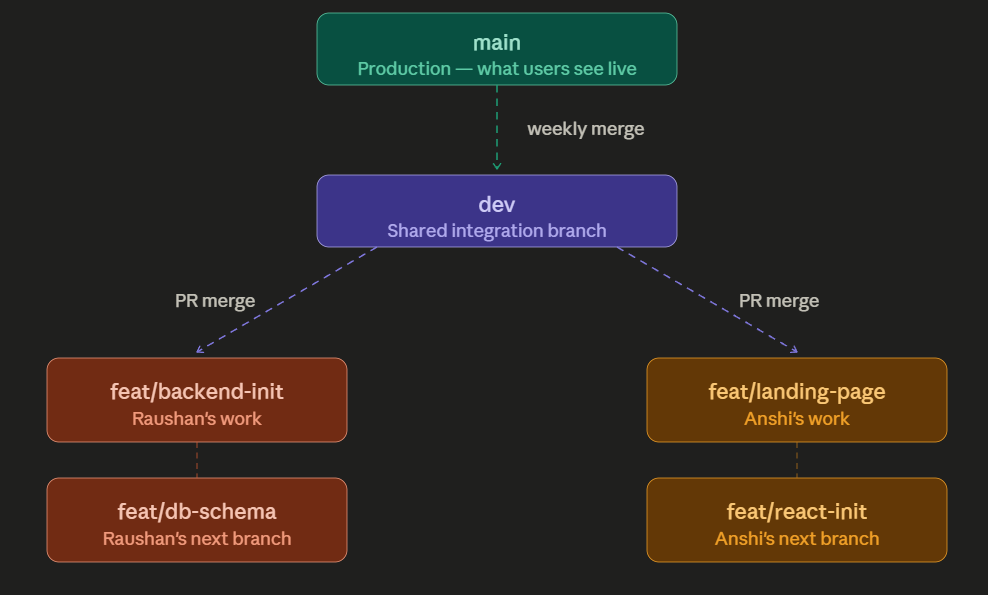 main
Production — what users see live
weekly merge
dev
Shared integration branch
PR merge
PR merge
feat/backend-init
Raushan's work
feat/landing-page
Anshi's work
feat/db-schema
Raushan's next branch
feat/react-init
Anshi's next branch